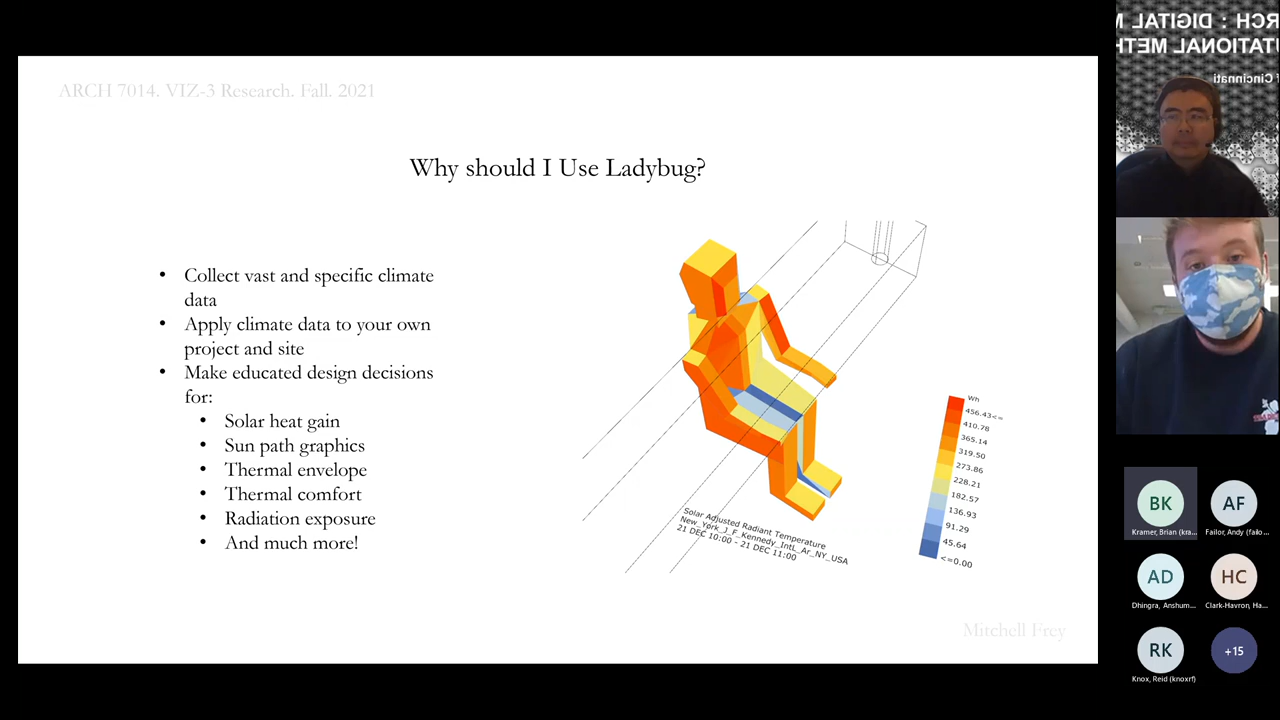 ARCH 7014. VIZ-3 Research. Fall. 2021
Why should I Use Ladybug?
• Collect vast and specific climate
data
• Apply climate data to your own
project and site
• Make educated design decisions
for:
• Solar heat gain
• Sun path graphics
• Thermal envelope
• Thermal comfort
• Radiation exposure
• And much more!
Wh
456.43<=
410.78
365.14
319.50
273.86
228.21
182.57
136.93
91.29
45.64
<=0.00
Solar Adjusted Radiant Temperature
New_York_J_F_Kennedy_IntL_Ar_NY_USA
21 DEC 10:00 - 21 DEC 11:00
Mitchell Frey
RCH : DIGITAL M
UTATIONAL METH
f Cincinnati
BK
Kramer, Brian (kra...
AF
Failor, Andy (failo...
AD
Dhingra, Anshum...
HC
Clark-Havron, Ha...
RK
Knox, Reid (knoxrf)
+15